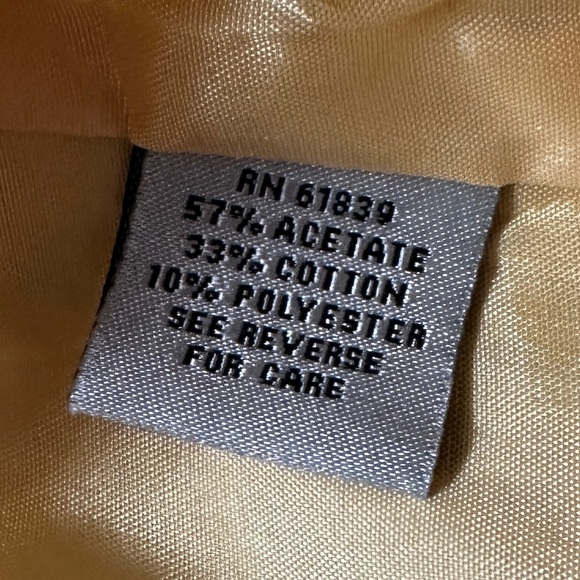 RN 61839
57% ACETATE
33% COTTON
10% POLYESTER
SEE REVERSE
FOR CARE